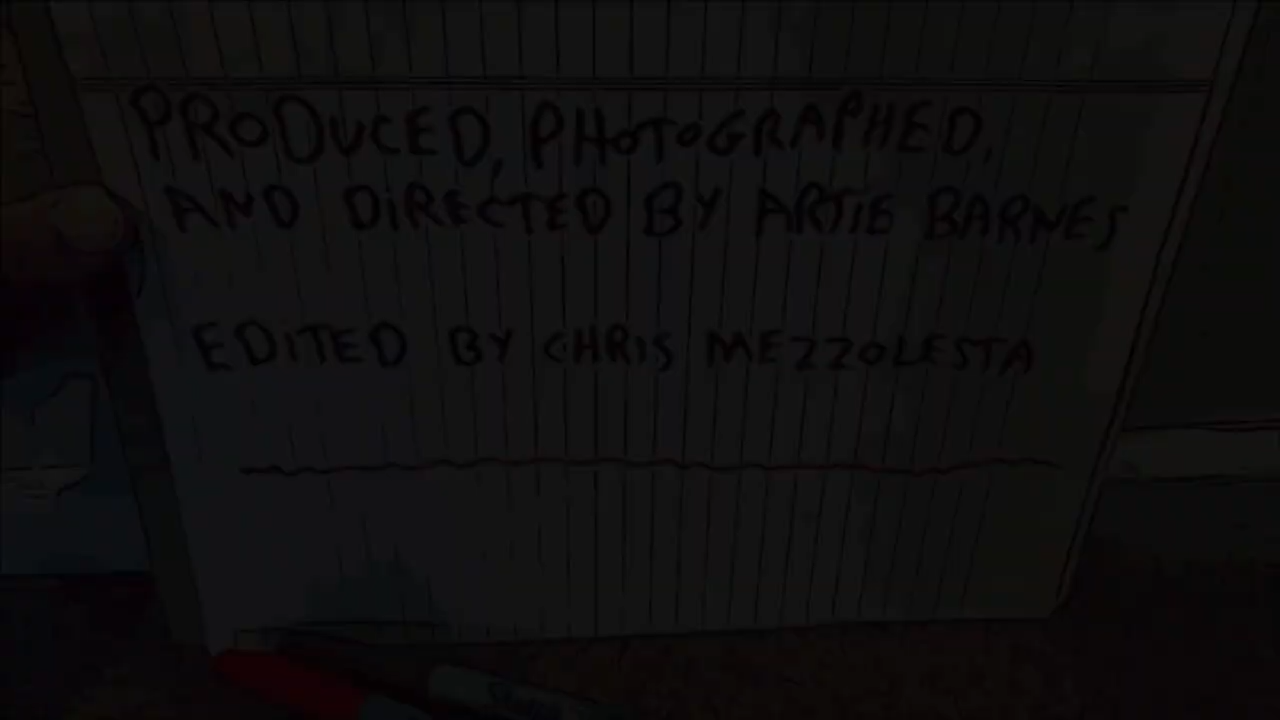 PRODUCED, PHOTOGRAPHED,
AND DIRECTED BY ARTIE BARNES
EDITED BY CHRIS MEZZOLESTA